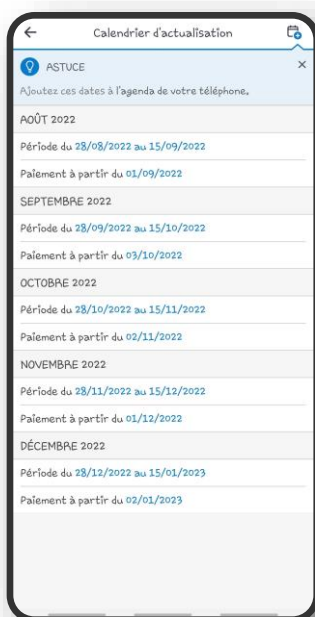 Calendrier d'actualisation
ASTUCE
Ajoutez ces dates à l'agenda de votre téléphone.
AOÛT 2022
Période du 28/08/2022 au 15/09/2022
Paiement à partir du 01/09/2022
SEPTEMBRE 2022
Période du 28/09/2022 au 15/10/2022
Paiement à partir du 03/10/2022
OCTOBRE 2022
Période du 28/10/2022 au 15/11/2022
Paiement à partir du 02/11/2022
NOVEMBRE 2022
Période du 28/11/2022 au 15/12/2022
Paiement à partir du 01/12/2022
DÉCEMBRE 2022
Période du 28/12/2022 au 15/01/2023
Paiement à partir du 02/01/2023